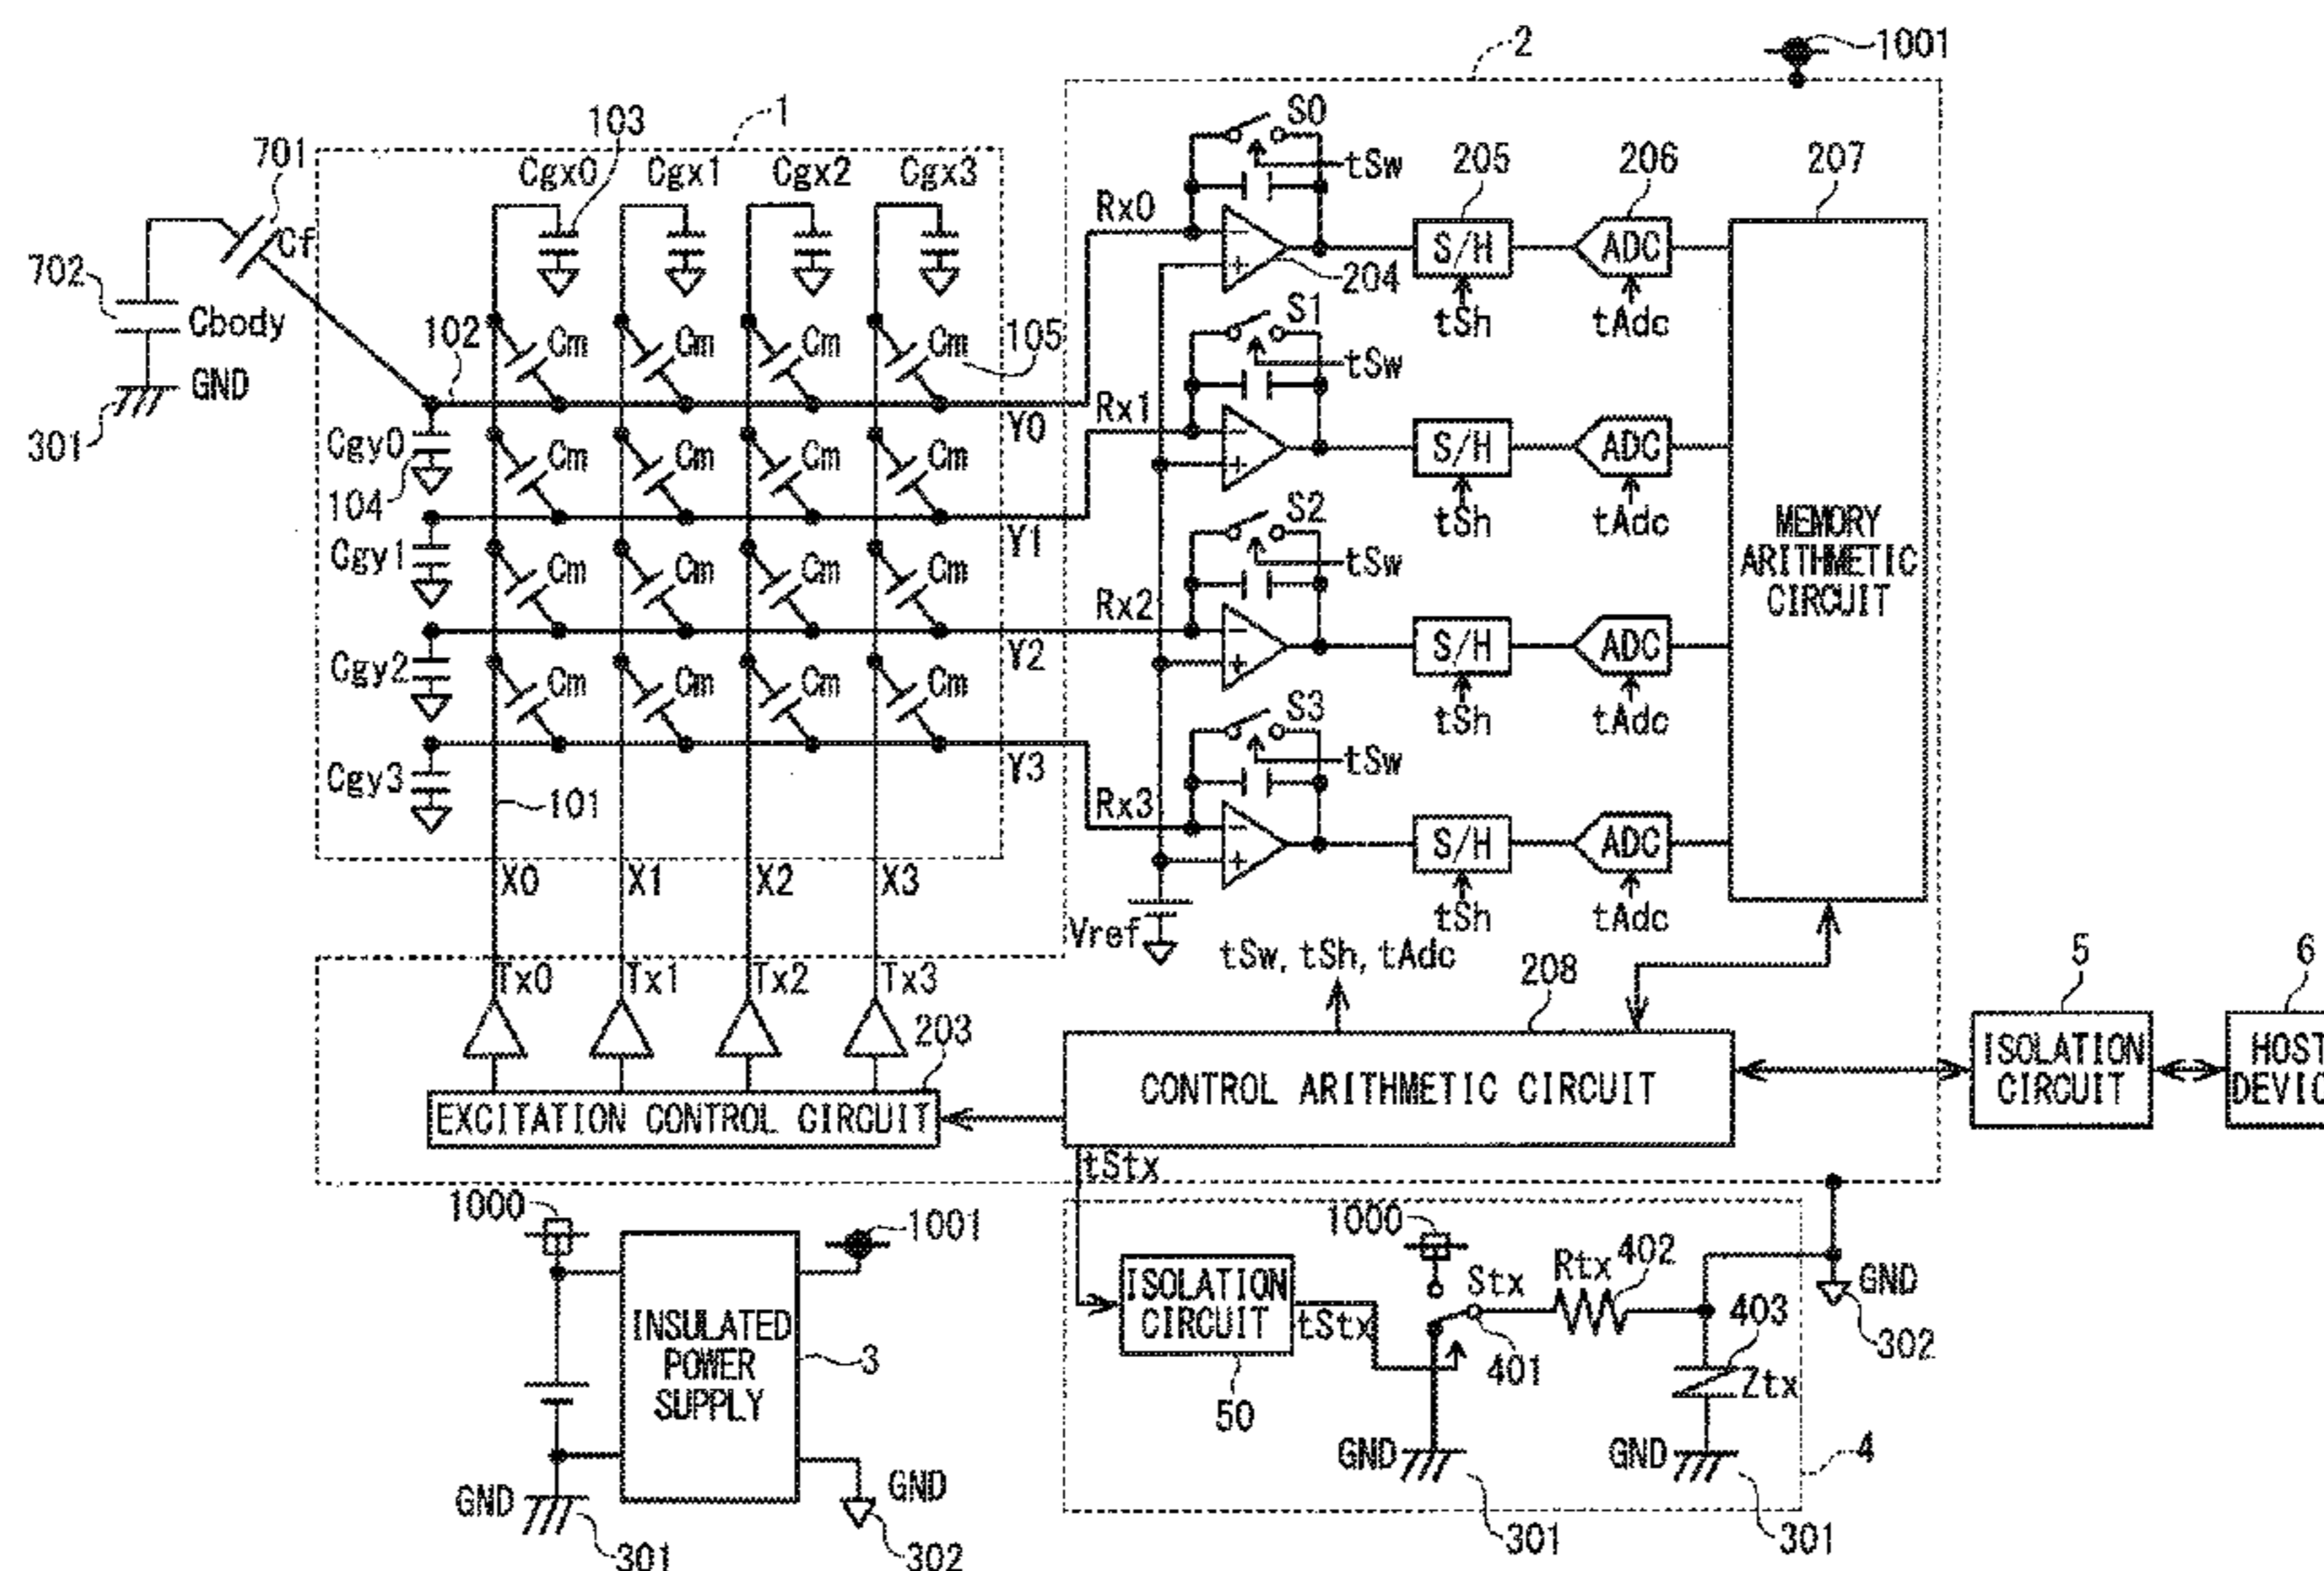 2
1001
1
103
701
Cgx0 Cgx1 Cgx2 Cgx3
S0
tSw
205 206 207
Rx0
Cf
S/H ADC
204
702
Cbody
tSh tAdc
102
Cm Cm Cm Cm 105
S1
tSw
GND
301
Rx1
Y0
Cgy0
Cm Cm Cm Cm
S/H ADC
104
tSh tAdc
S2
MEMORY
ARITHMETIC
CIRCUIT
Y1
Cgy1
Cm Cm Cm Cm
tSw
Rx2
Y2
S/H ADC
Cgy2
Cm Cm Cm Cm
tSh tAdc
S3
Y3
tSw
Cgy3
101
Rx3
S/H ADC
X0 X1 X2 X3
tSh tAdc
Vref
tSw, tSh, tAdc
208
5
6
Tx0 Tx1 Tx2 Tx3
203
CONTROL ARITHMETIC CIRCUIT
ISOLATION
CIRCUIT
HOST
DEVIC
EXCITATION CONTROL CIRCUIT
tStx
1000
1001
1000
Stx
Rtx
402
GND
302
ISOLATION
CIRCUIT
tStx
401
403
Ztx
50
INSULATED
POWER
SUPPLY
3
GND
301
GND
302
GND
301
GND
301
4